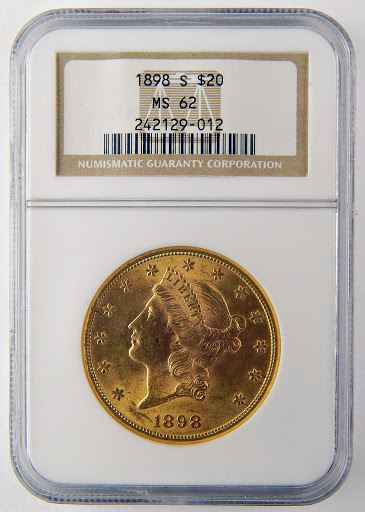 1898 S $20
MS 62
242129-012
NUMISMATIC GUARANTY CORPORATION
LIBERTY
1898